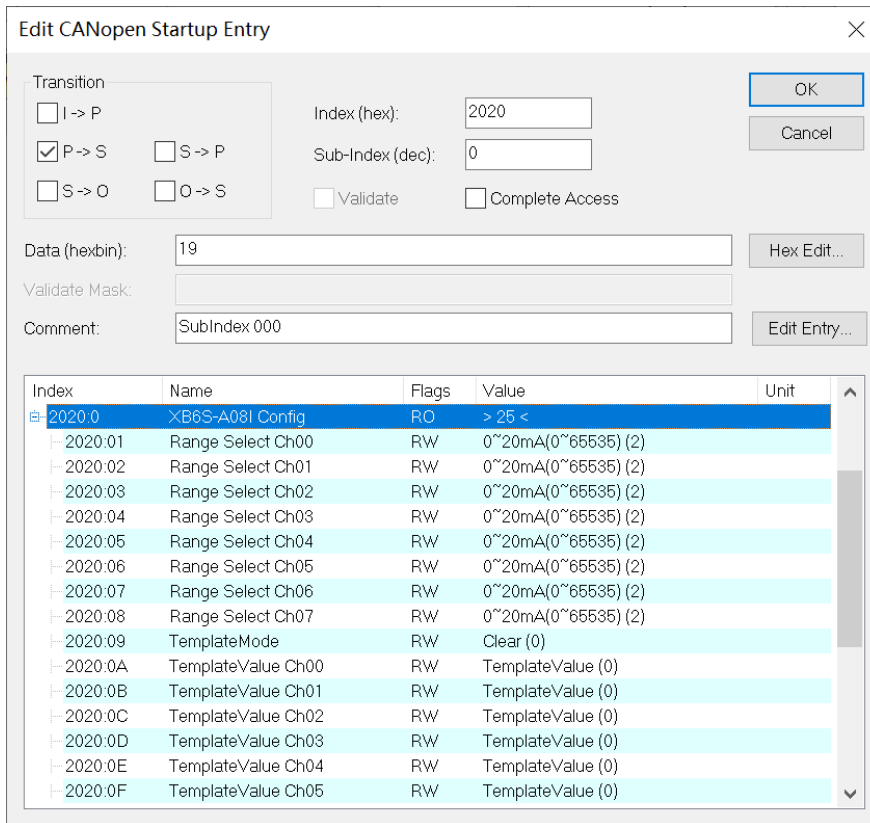 Edit CANopen Startup Entry
Transition
I -> P
P -> S
S -> P
S -> O
O -> S
Index (hex):
2020
Sub-Index (dec):
0
Validate
Complete Access
OK
Cancel
Data (hexbin):
19
Hex Edit...
Validate Mask:
Comment:
SubIndex 000
Edit Entry...
Index Name Flags Value Unit
2020:0 XB6S-A08I Config RO > 25 <
2020:01 Range Select Ch00 RW 0~20mA(0~65535) (2)
2020:02 Range Select Ch01 RW 0~20mA(0~65535) (2)
2020:03 Range Select Ch02 RW 0~20mA(0~65535) (2)
2020:04 Range Select Ch03 RW 0~20mA(0~65535) (2)
2020:05 Range Select Ch04 RW 0~20mA(0~65535) (2)
2020:06 Range Select Ch05 RW 0~20mA(0~65535) (2)
2020:07 Range Select Ch06 RW 0~20mA(0~65535) (2)
2020:08 Range Select Ch07 RW 0~20mA(0~65535) (2)
2020:09 TemplateMode RW Clear (0)
2020:0A TemplateValue Ch00 RW TemplateValue (0)
2020:0B TemplateValue Ch01 RW TemplateValue (0)
2020:0C TemplateValue Ch02 RW TemplateValue (0)
2020:0D TemplateValue Ch03 RW TemplateValue (0)
2020:0E TemplateValue Ch04 RW TemplateValue (0)
2020:0F TemplateValue Ch05 RW TemplateValue (0)